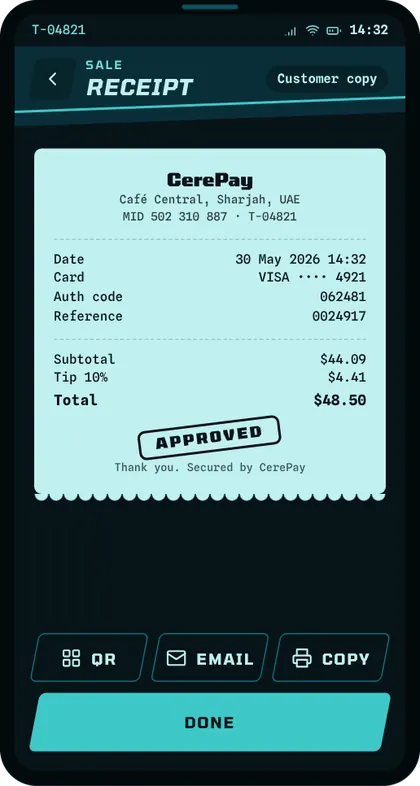 T-04821 14:32
SALE
RECEIPT
Customer copy
CerePay
Café Central, Sharjah, UAE
MID 502 310 887 · T-04821
Date 30 May 2026 14:32
Card VISA ···· 4921
Auth code 062481
Reference 0024917
Subtotal $44.09
Tip 10% $4.41
Total $48.50
APPROVED
Thank you. Secured by CerePay
QR EMAIL COPY
DONE